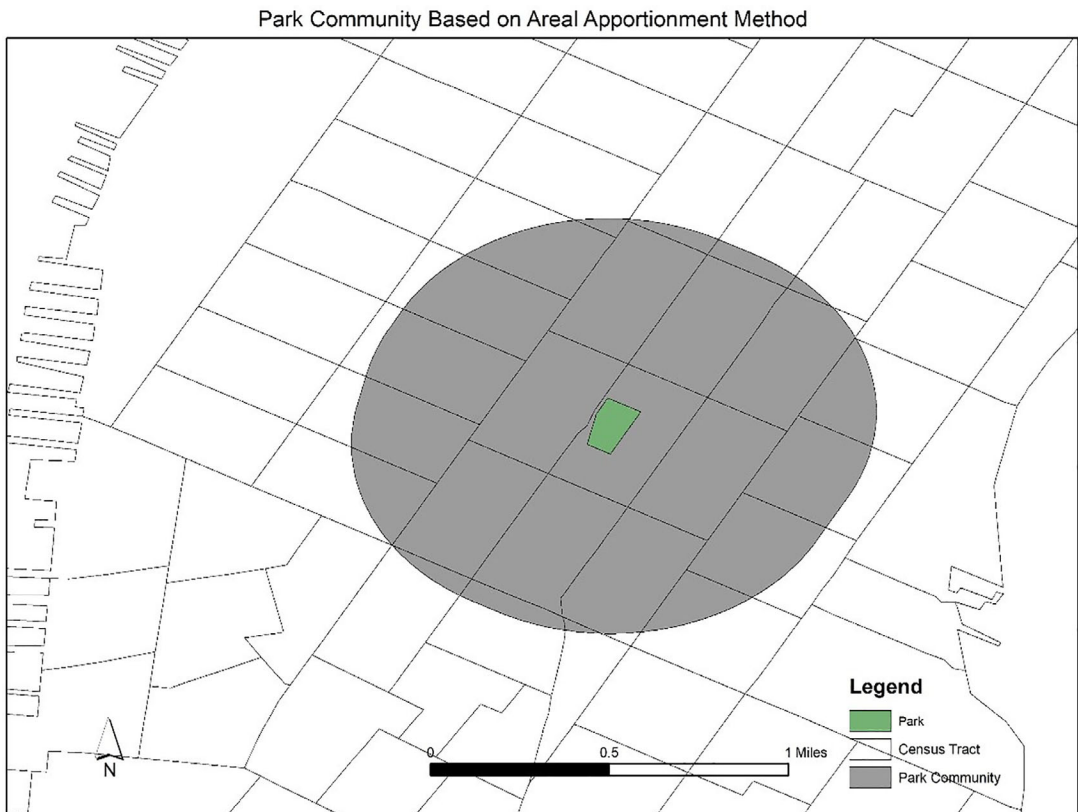 Park Community Based on Areal Apportionment Method
Legend
Park
Census Tract
Park Community
0 0.5 1 Miles
N